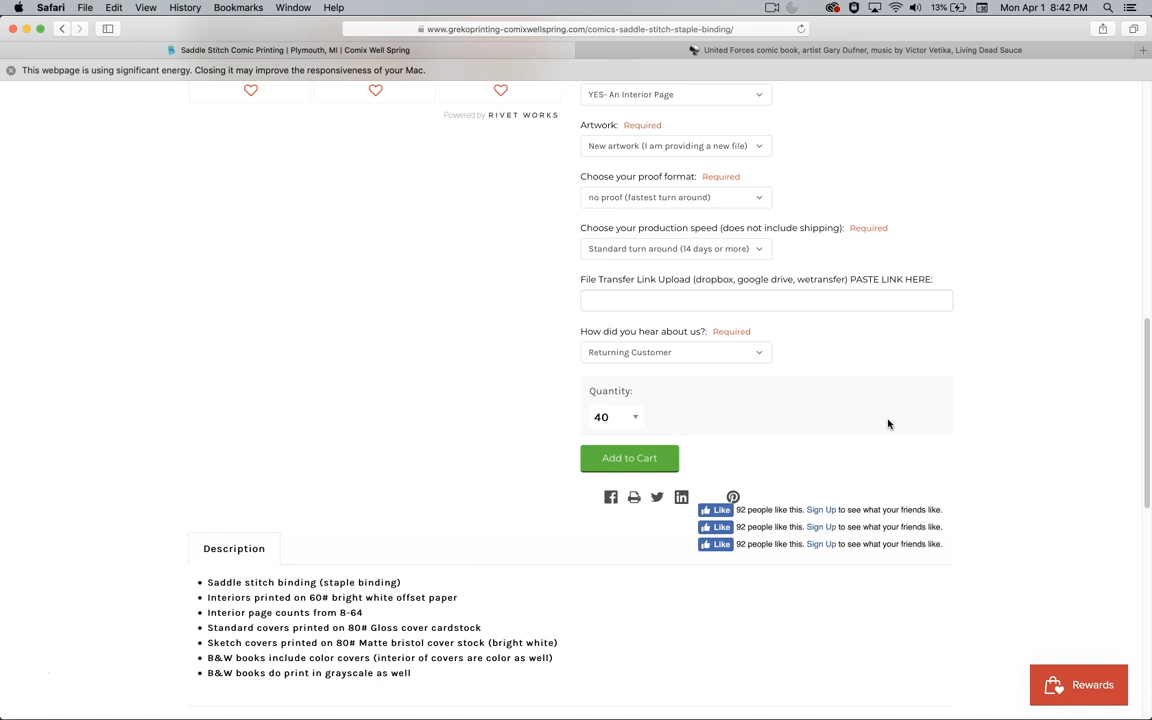 Safari File Edit View History Bookmarks Window Help 13% Mon Apr 1 8:42 PM
www.grekoprinting-comixwellspring.com/comics-saddle-stitch-staple-binding/
Saddle Stitch Comic Printing | Plymouth, MI | Comix Well Spring United Forces comic book, artist Gary Dufner, music by Victor Vetika, Living Dead Sauce
This webpage is using significant energy. Closing it may improve the responsiveness of your Mac.
YES- An Interior Page
Powered by RIVET WORKS
Artwork: Required
New artwork (I am providing a new file)
Choose your proof format: Required
no proof (fastest turn around)
Choose your production speed (does not include shipping): Required
Standard turn around (14 days or more)
File Transfer Link Upload (dropbox, google drive, wetransfer) PASTE LINK HERE:
How did you hear about us?: Required
Returning Customer
Quantity:
40
Add to Cart
Like 92 people like this. Sign Up to see what your friends like.
Like 92 people like this. Sign Up to see what your friends like.
Like 92 people like this. Sign Up to see what your friends like.
Description
• Saddle stitch binding (staple binding)
• Interiors printed on 60# bright white offset paper
• Interior page counts from 8-64
• Standard covers printed on 80# Gloss cover cardstock
• Sketch covers printed on 80# Matte bristol cover stock (bright white)
• B&W books include color covers (interior of covers are color as well)
• B&W books do print in grayscale as well
Rewards